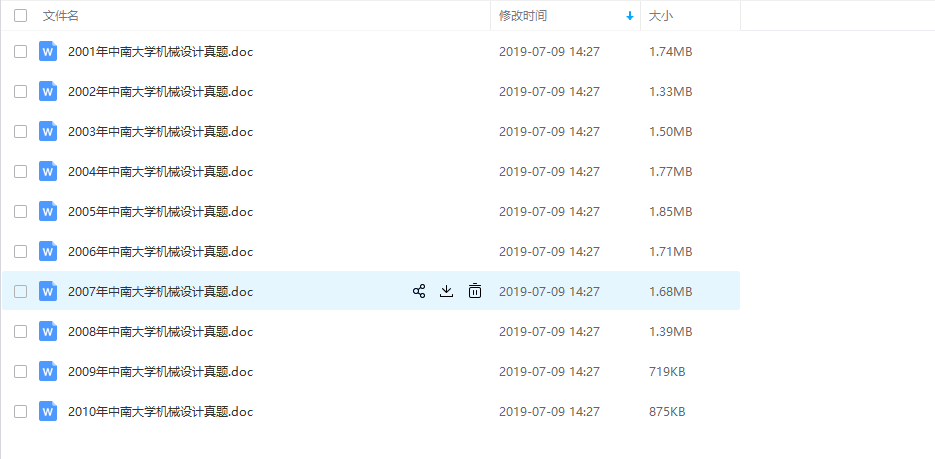 文件名 修改时间 大小
W 2001年中南大学机械设计真题.doc 2019-07-09 14:27 1.74MB
W 2002年中南大学机械设计真题.doc 2019-07-09 14:27 1.33MB
W 2003年中南大学机械设计真题.doc 2019-07-09 14:27 1.50MB
W 2004年中南大学机械设计真题.doc 2019-07-09 14:27 1.77MB
W 2005年中南大学机械设计真题.doc 2019-07-09 14:27 1.85MB
W 2006年中南大学机械设计真题.doc 2019-07-09 14:27 1.71MB
W 2007年中南大学机械设计真题.doc 2019-07-09 14:27 1.68MB
W 2008年中南大学机械设计真题.doc 2019-07-09 14:27 1.39MB
W 2009年中南大学机械设计真题.doc 2019-07-09 14:27 719KB
W 2010年中南大学机械设计真题.doc 2019-07-09 14:27 875KB